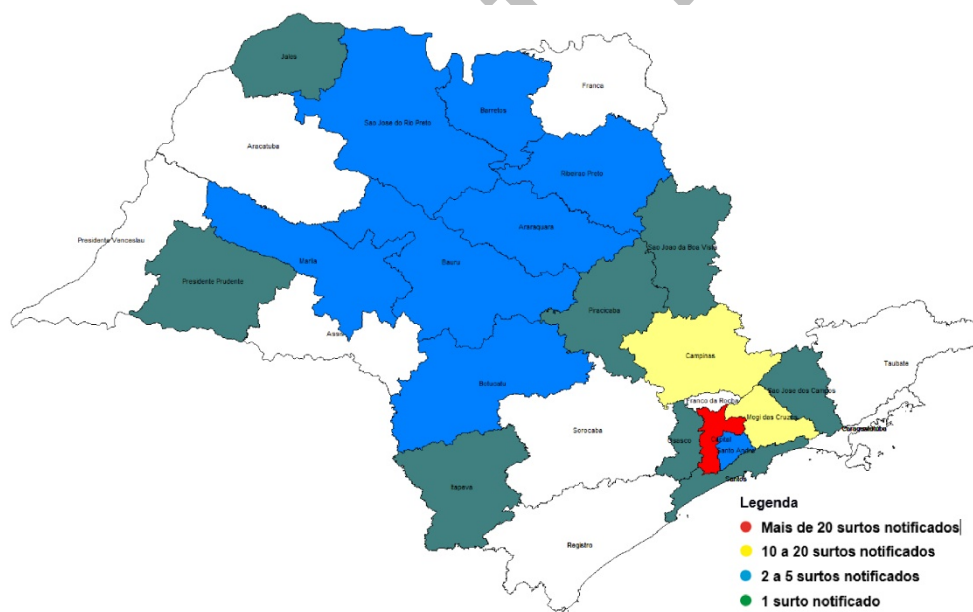 Jales
Franca
Barretos
Sao Jose do Rio Preto
Aracatuba
Ribeirao Preto
Araraquara
Presidente Venceslau
Sao Joao da Boa Vista
Marilia
Bauru
Presidente Prudente
Piracicaba
Assis
Campinas
Taubate
Botucatu
Sao Jose dos Campos
Franco da Rocha
Mogi das Cruzes
Sorocaba
Osasco
Capital
Santo Andre
Santos
Itapeva
Registro
Legenda
Mais de 20 surtos notificados
10 a 20 surtos notificados
2 a 5 surtos notificados
1 surto notificado